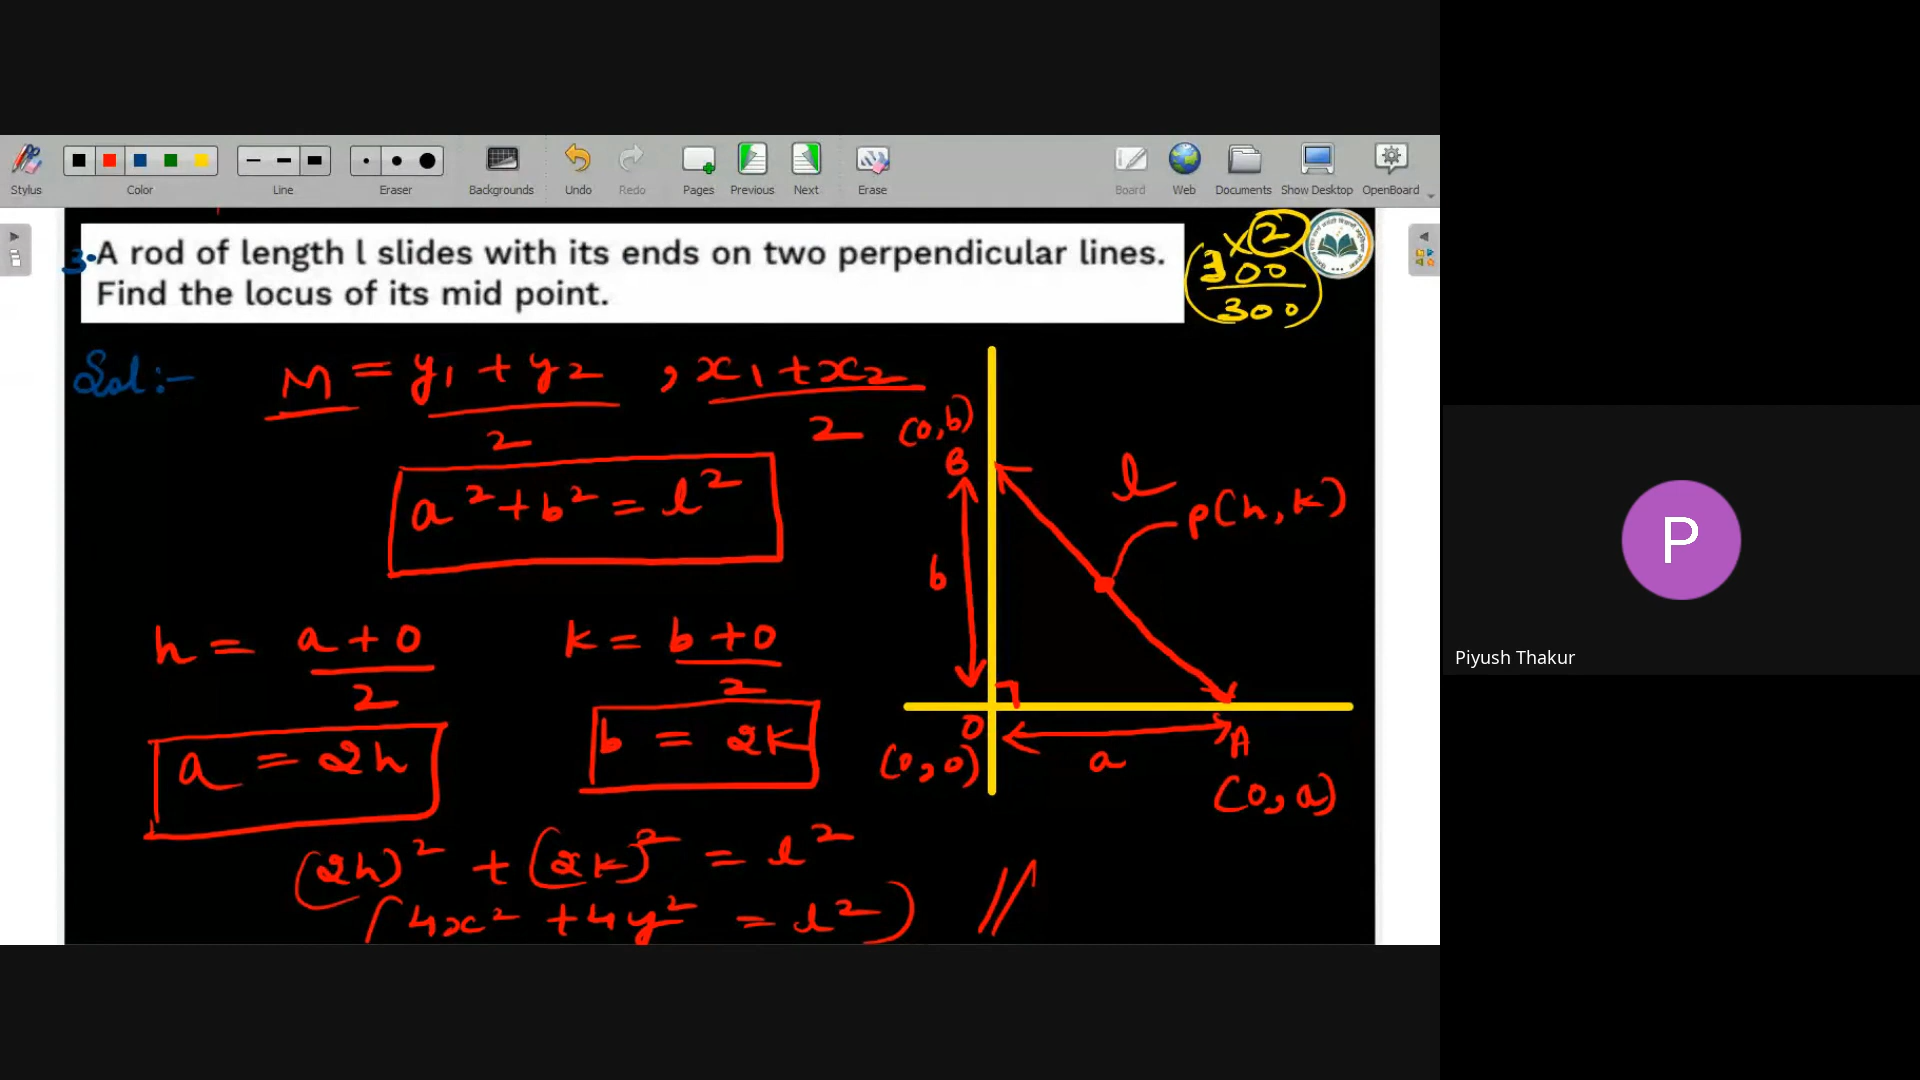 Stylus
Color
Line
Eraser
Backgrounds
Undo
Redo
Pages
Previous
Next
Erase
Board
Web
Documents
Show Desktop
OpenBoard
3. A rod of length l slides with its ends on two perpendicular lines.
Find the locus of its mid point.
× 2
300
300
Sol:-
M = y₁ + y₂ / 2 , x₁ + x₂ / 2
a² + b² = l²
h = a + 0 / 2
k = b + 0 / 2
a = 2h
b = 2k
(2h)² + (2k)² = l²
(4x² + 4y² = l²) //
(0, b)
B
l
P(h, k)
b
O
(0, 0)
a
A
(0, a)
P
Piyush Thakur